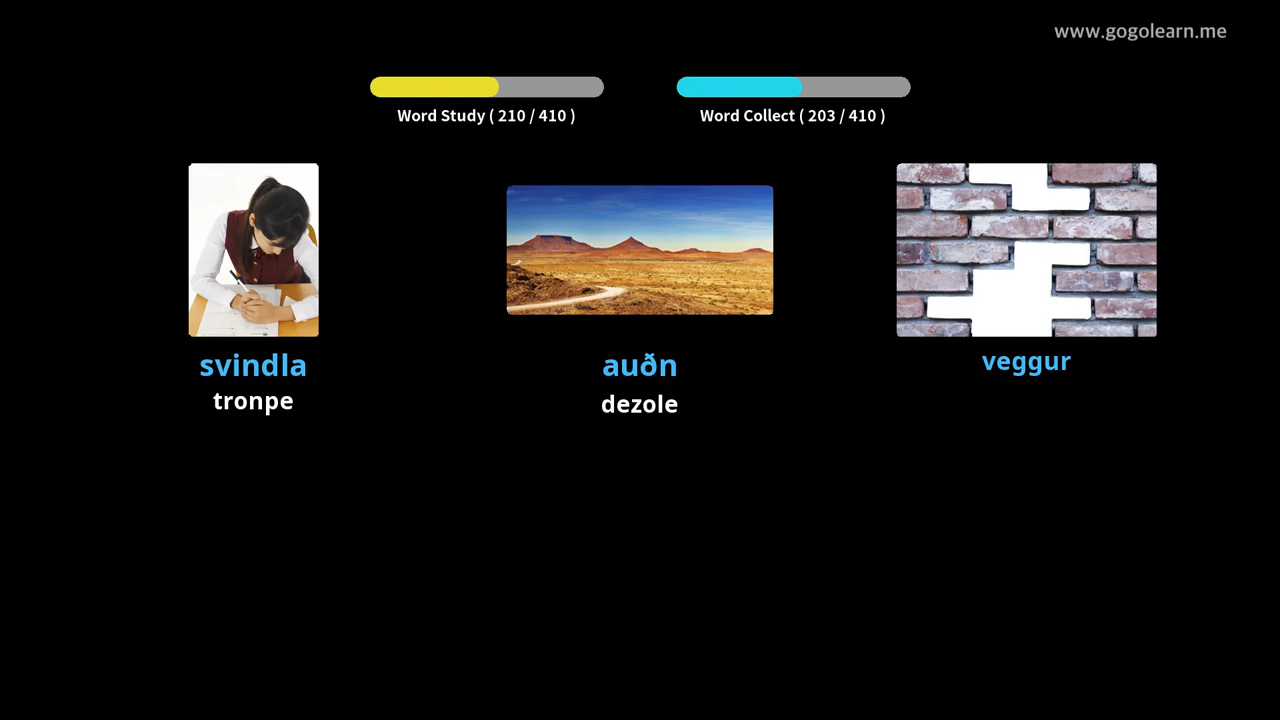 www.gogolearn.me
Word Study ( 210 / 410 )
Word Collect ( 203 / 410 )
svindla
tronpe
auðn
dezole
veggur